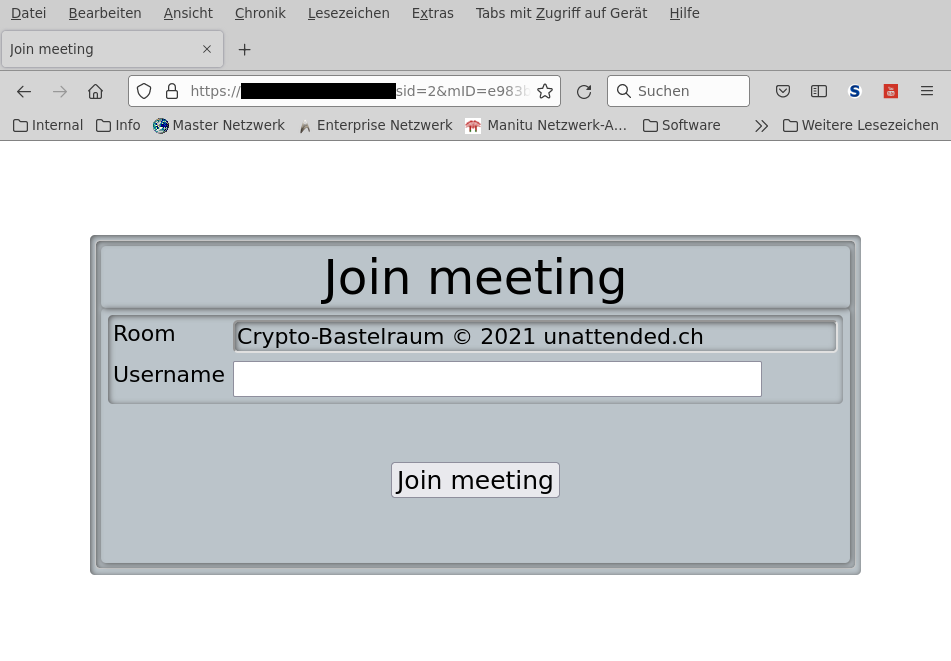 Datei Bearbeiten Ansicht Chronik Lesezeichen Extras Tabs mit Zugriff auf Gerät Hilfe
Join meeting
https:// sid=2&mID=e983b
Suchen
Internal Info Master Netzwerk Enterprise Netzwerk Manitu Netzwerk-A... Software Weitere Lesezeichen
Join meeting
Room Crypto-Bastelraum © 2021 unattended.ch
Username
Join meeting